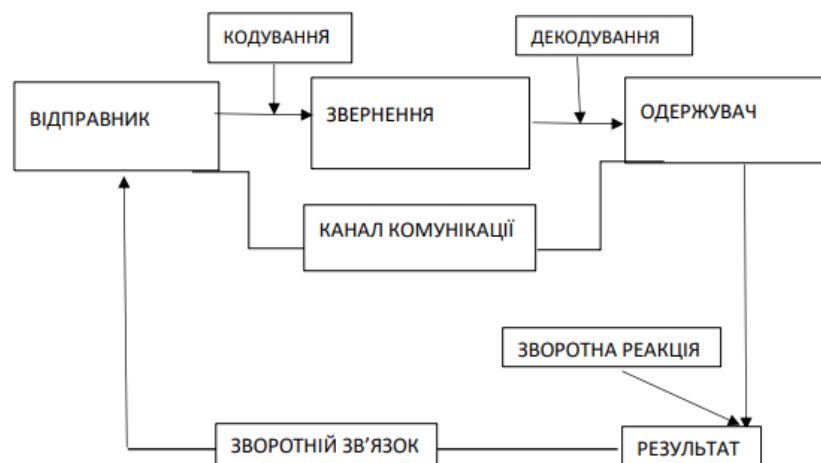 КОДУВАННЯ
ДЕКОДУВАННЯ
ВІДПРАВНИК
ЗВЕРНЕННЯ
ОДЕРЖУВАЧ
КАНАЛ КОМУНІКАЦІЇ
ЗВОРОТНА РЕАКЦІЯ
ЗВОРОТНІЙ ЗВ’ЯЗОК
РЕЗУЛЬТАТ